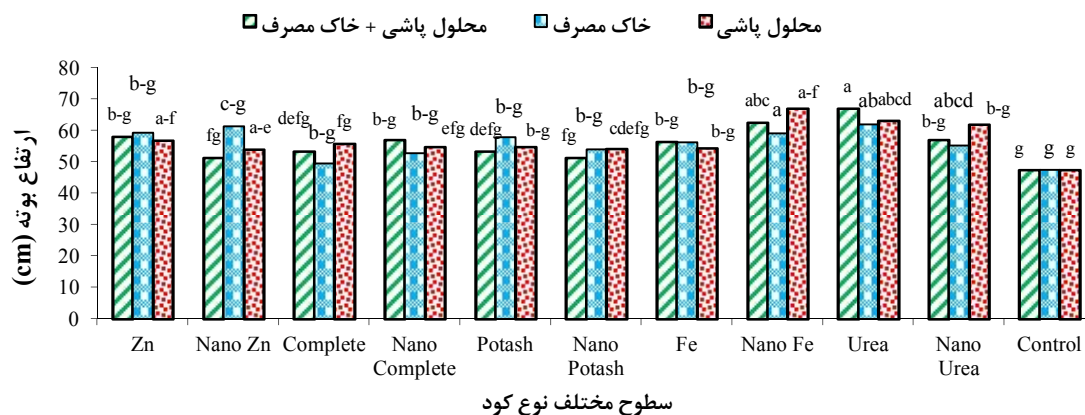 محلول پاشی + خاک مصرف خاک مصرف محلول پاشی
ارتفاع بوته (cm)
80
70
60
50
40
30
20
10
0
b-g b-g a-f
fg c-g a-e
defg b-g fg
b-g b-g efg
defg b-g b-g
fg b-g cdefg
b-g b-g b-g
abc a a-f
a ab abcd
b-g abcd b-g
g g g
Zn Nano Zn Complete Nano Complete Potash Nano Potash Fe Nano Fe Urea Nano Urea Control
سطوح مختلف نوع کود